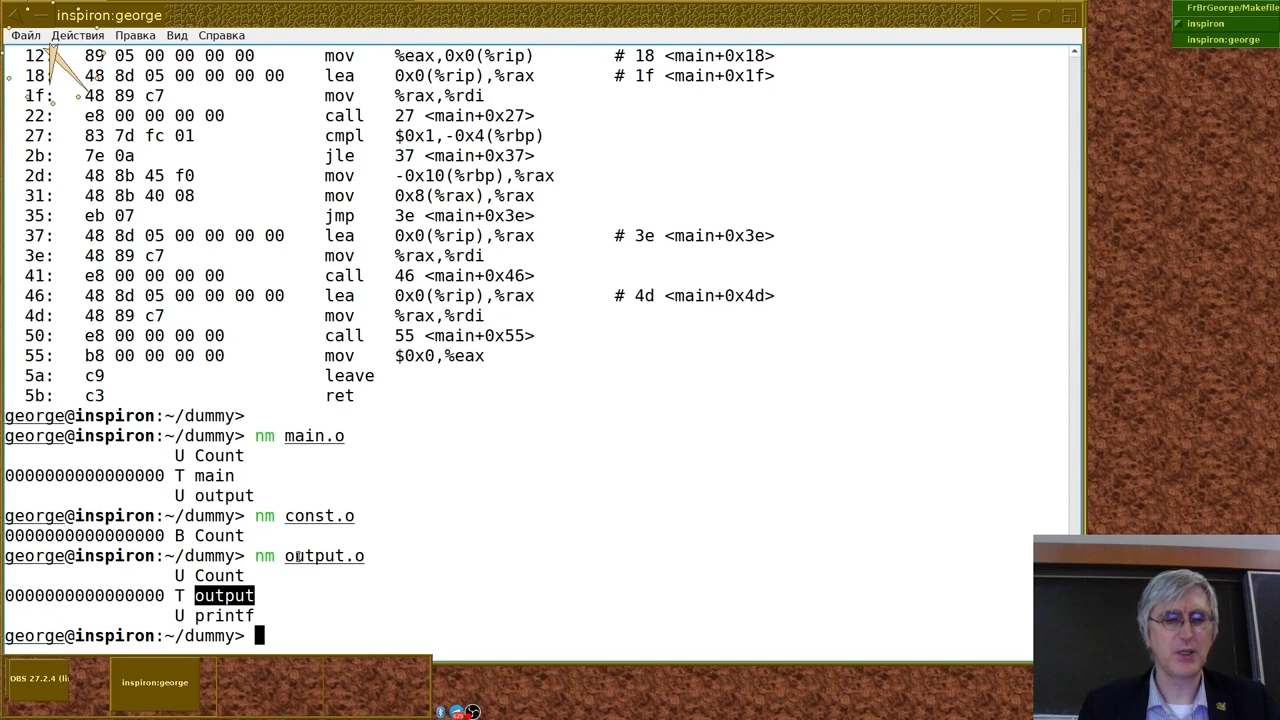 inspiron:george
FrBrGeorge/Makefile
inspiron
inspiron:george
Файл Действия Правка Вид Справка
12: 89 05 00 00 00 00 mov %eax,0x0(%rip) # 18 <main+0x18>
18: 48 8d 05 00 00 00 00 lea 0x0(%rip),%rax # 1f <main+0x1f>
1f: 48 89 c7 mov %rax,%rdi
22: e8 00 00 00 00 call 27 <main+0x27>
27: 83 7d fc 01 cmpl $0x1,-0x4(%rbp)
2b: 7e 0a jle 37 <main+0x37>
2d: 48 8b 45 f0 mov -0x10(%rbp),%rax
31: 48 8b 40 08 mov 0x8(%rax),%rax
35: eb 07 jmp 3e <main+0x3e>
37: 48 8d 05 00 00 00 00 lea 0x0(%rip),%rax # 3e <main+0x3e>
3e: 48 89 c7 mov %rax,%rdi
41: e8 00 00 00 00 call 46 <main+0x46>
46: 48 8d 05 00 00 00 00 lea 0x0(%rip),%rax # 4d <main+0x4d>
4d: 48 89 c7 mov %rax,%rdi
50: e8 00 00 00 00 call 55 <main+0x55>
55: b8 00 00 00 00 mov $0x0,%eax
5a: c9 leave
5b: c3 ret
george@inspiron:~/dummy>
george@inspiron:~/dummy> nm main.o
U Count
0000000000000000 T main
U output
george@inspiron:~/dummy> nm const.o
0000000000000000 B Count
george@inspiron:~/dummy> nm output.o
U Count
0000000000000000 T output
U printf
george@inspiron:~/dummy>
OBS 27.2.4 (li
inspiron:george